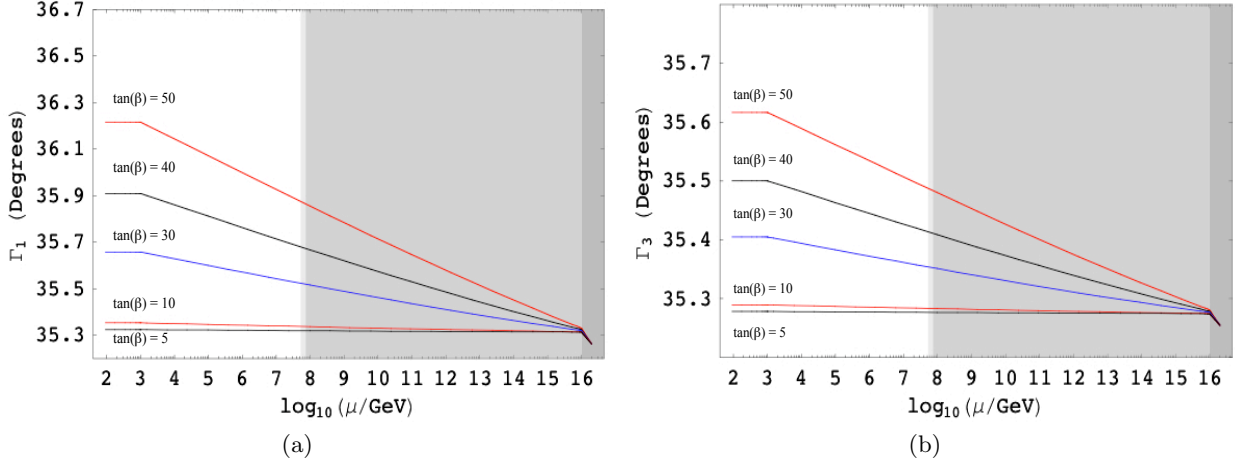 36.7
36.5
36.3
36.1
35.9
35.7
35.5
35.3
Γ₁ (Degrees)
tan(β) = 50
tan(β) = 40
tan(β) = 30
tan(β) = 10
tan(β) = 5
2 3 4 5 6 7 8 9 10 11 12 13 14 15 16
log₁₀(μ/GeV)
(a)
35.7
35.6
35.5
35.4
35.3
Γ₃ (Degrees)
tan(β) = 50
tan(β) = 40
tan(β) = 30
tan(β) = 10
tan(β) = 5
2 3 4 5 6 7 8 9 10 11 12 13 14 15 16
log₁₀(μ/GeV)
(b)